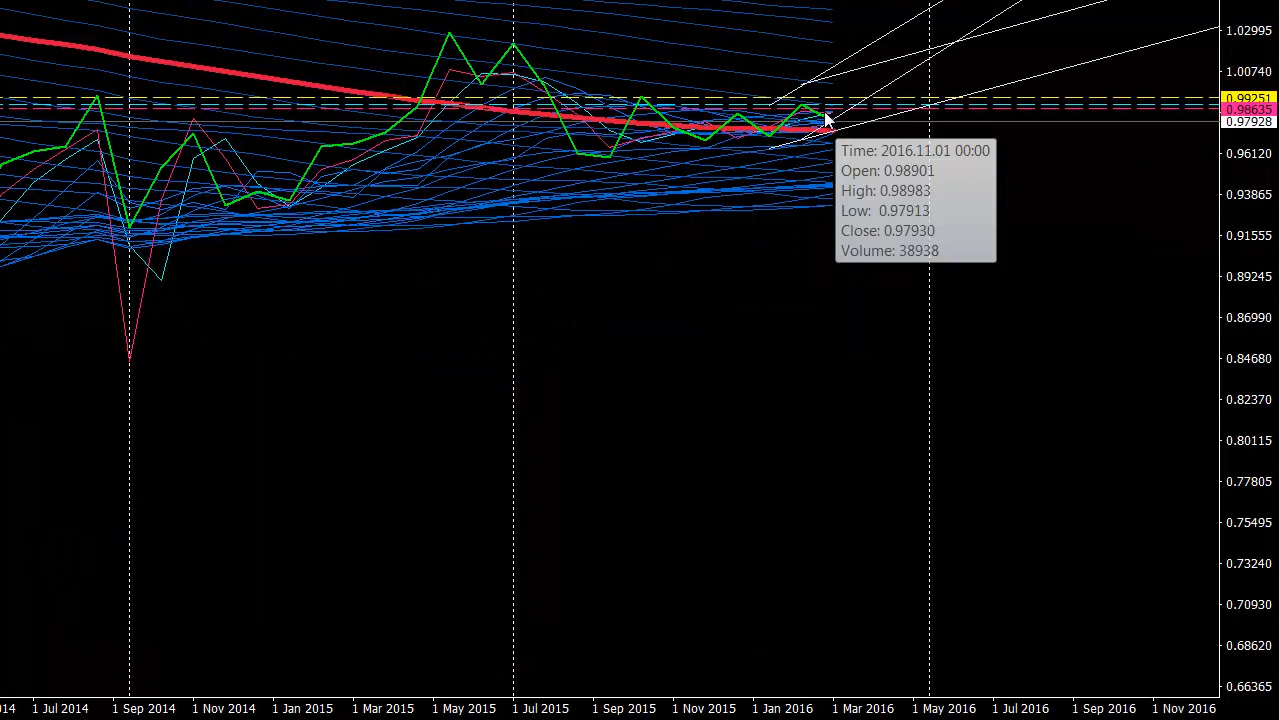 1.02995
1.00740
0.99251
0.98635
0.97928
0.96120
0.93865
0.91555
0.89245
0.86990
0.84680
0.82370
0.80115
0.77805
0.75495
0.73240
0.70930
0.68620
0.66365
Time: 2016.11.01 00:00
Open: 0.98901
High: 0.98983
Low: 0.97913
Close: 0.97930
Volume: 38938
014 1 Jul 2014 1 Sep 2014 1 Nov 2014 1 Jan 2015 1 Mar 2015 1 May 2015 1 Jul 2015 1 Sep 2015 1 Nov 2015 1 Jan 2016 1 Mar 2016 1 May 2016 1 Jul 2016 1 Sep 2016 1 Nov 2016